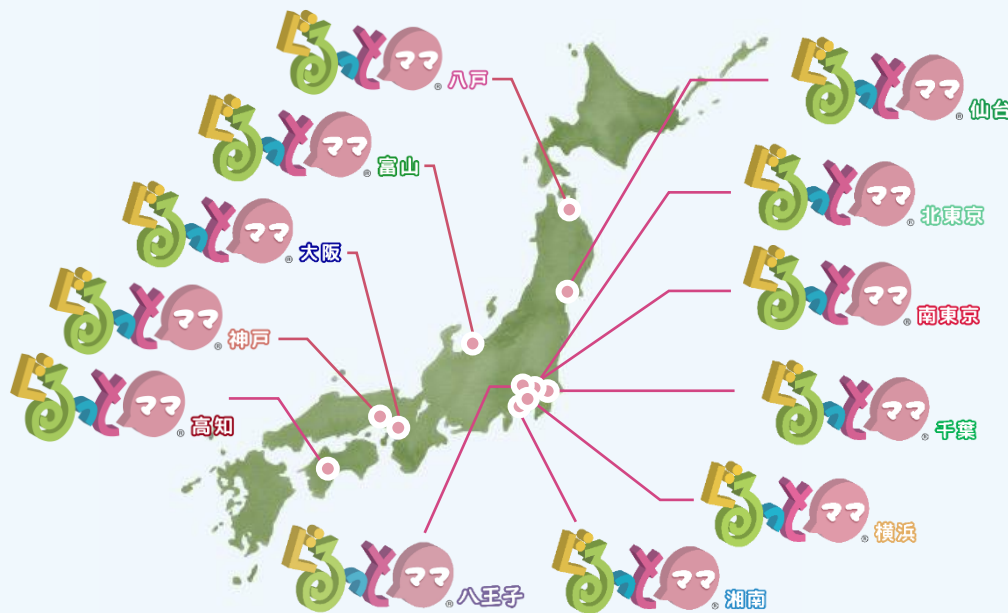 ぐるっとママ® 八戸
ぐるっとママ® 仙台
ぐるっとママ® 富山
ぐるっとママ® 北東京
ぐるっとママ® 大阪
ぐるっとママ® 南東京
ぐるっとママ® 神戸
ぐるっとママ® 高知
ぐるっとママ® 千葉
ぐるっとママ® 横浜
ぐるっとママ® 八王子
ぐるっとママ® 湘南